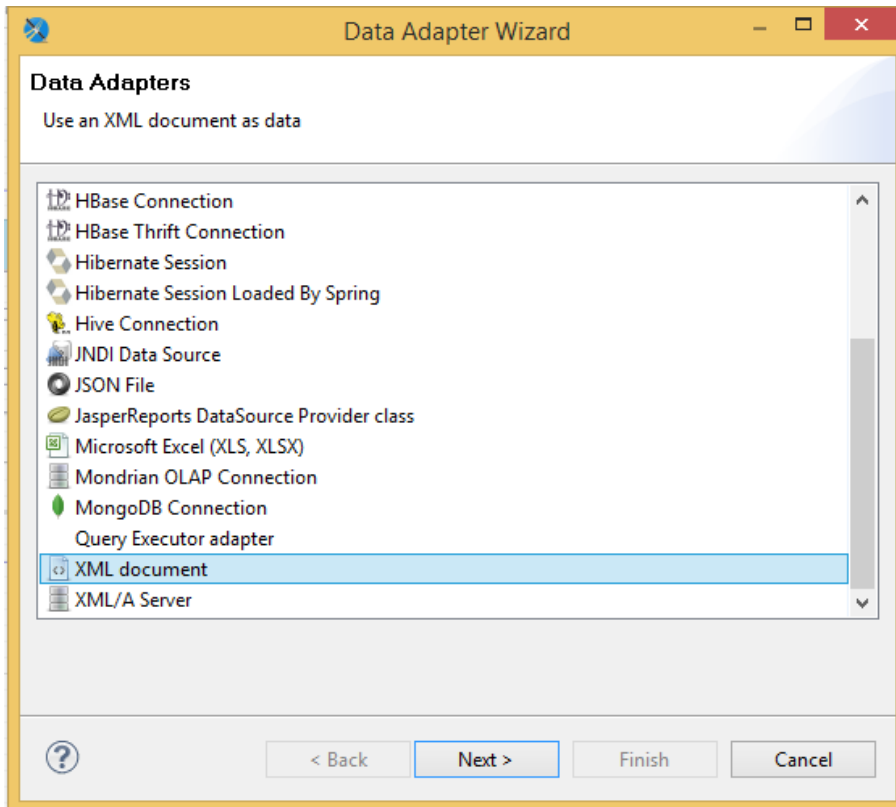 Data Adapter Wizard
Data Adapters
Use an XML document as data
HBase Connection
HBase Thrift Connection
Hibernate Session
Hibernate Session Loaded By Spring
Hive Connection
JNDI Data Source
JSON File
JasperReports DataSource Provider class
Microsoft Excel (XLS, XLSX)
Mondrian OLAP Connection
MongoDB Connection
Query Executor adapter
XML document
XML/A Server
< Back Next > Finish Cancel